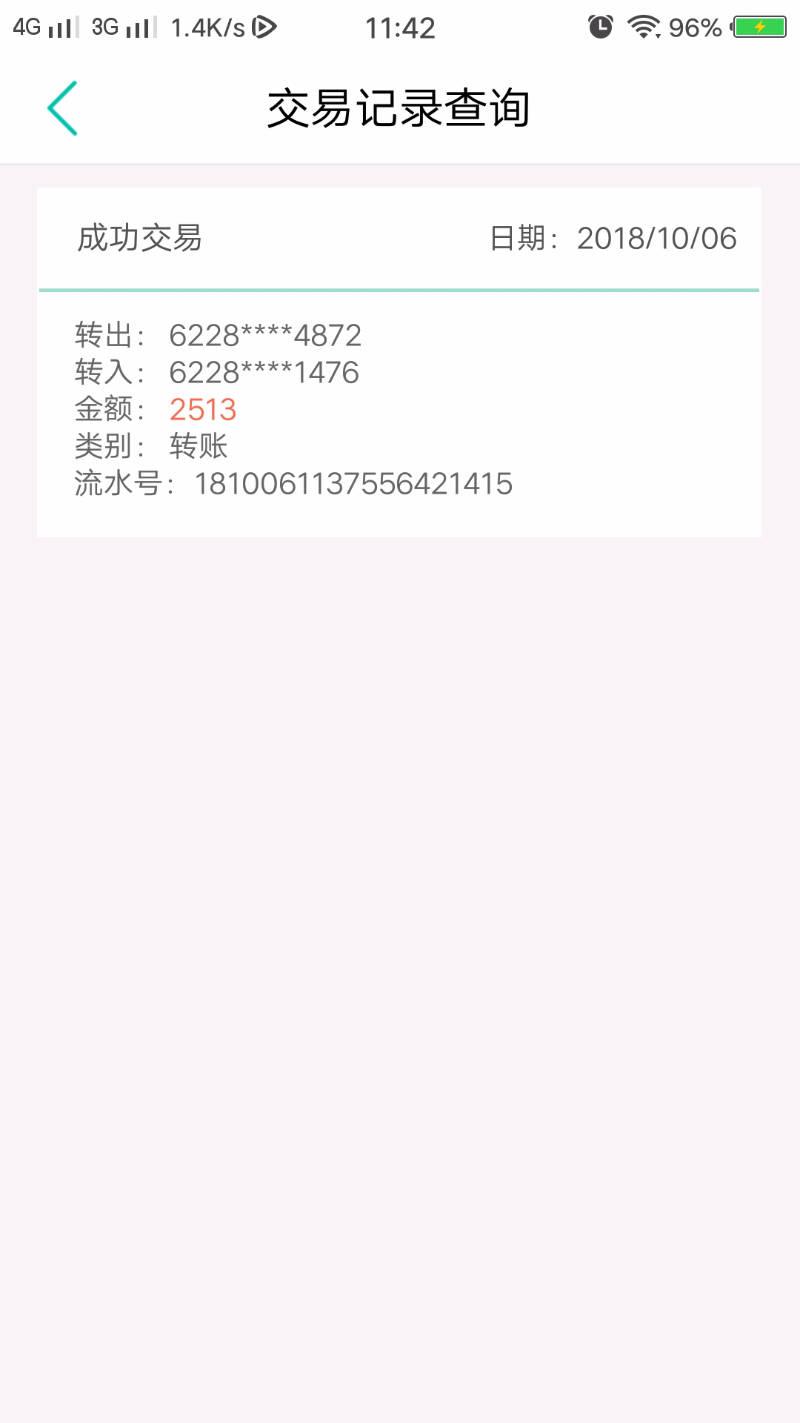 4G 3G 1.4K/s 11:42 96%
交易记录查询
成功交易 日期：2018/10/06
转出：6228****4872
转入：6228****1476
金额：2513
类别：转账
流水号：1810061137556421415